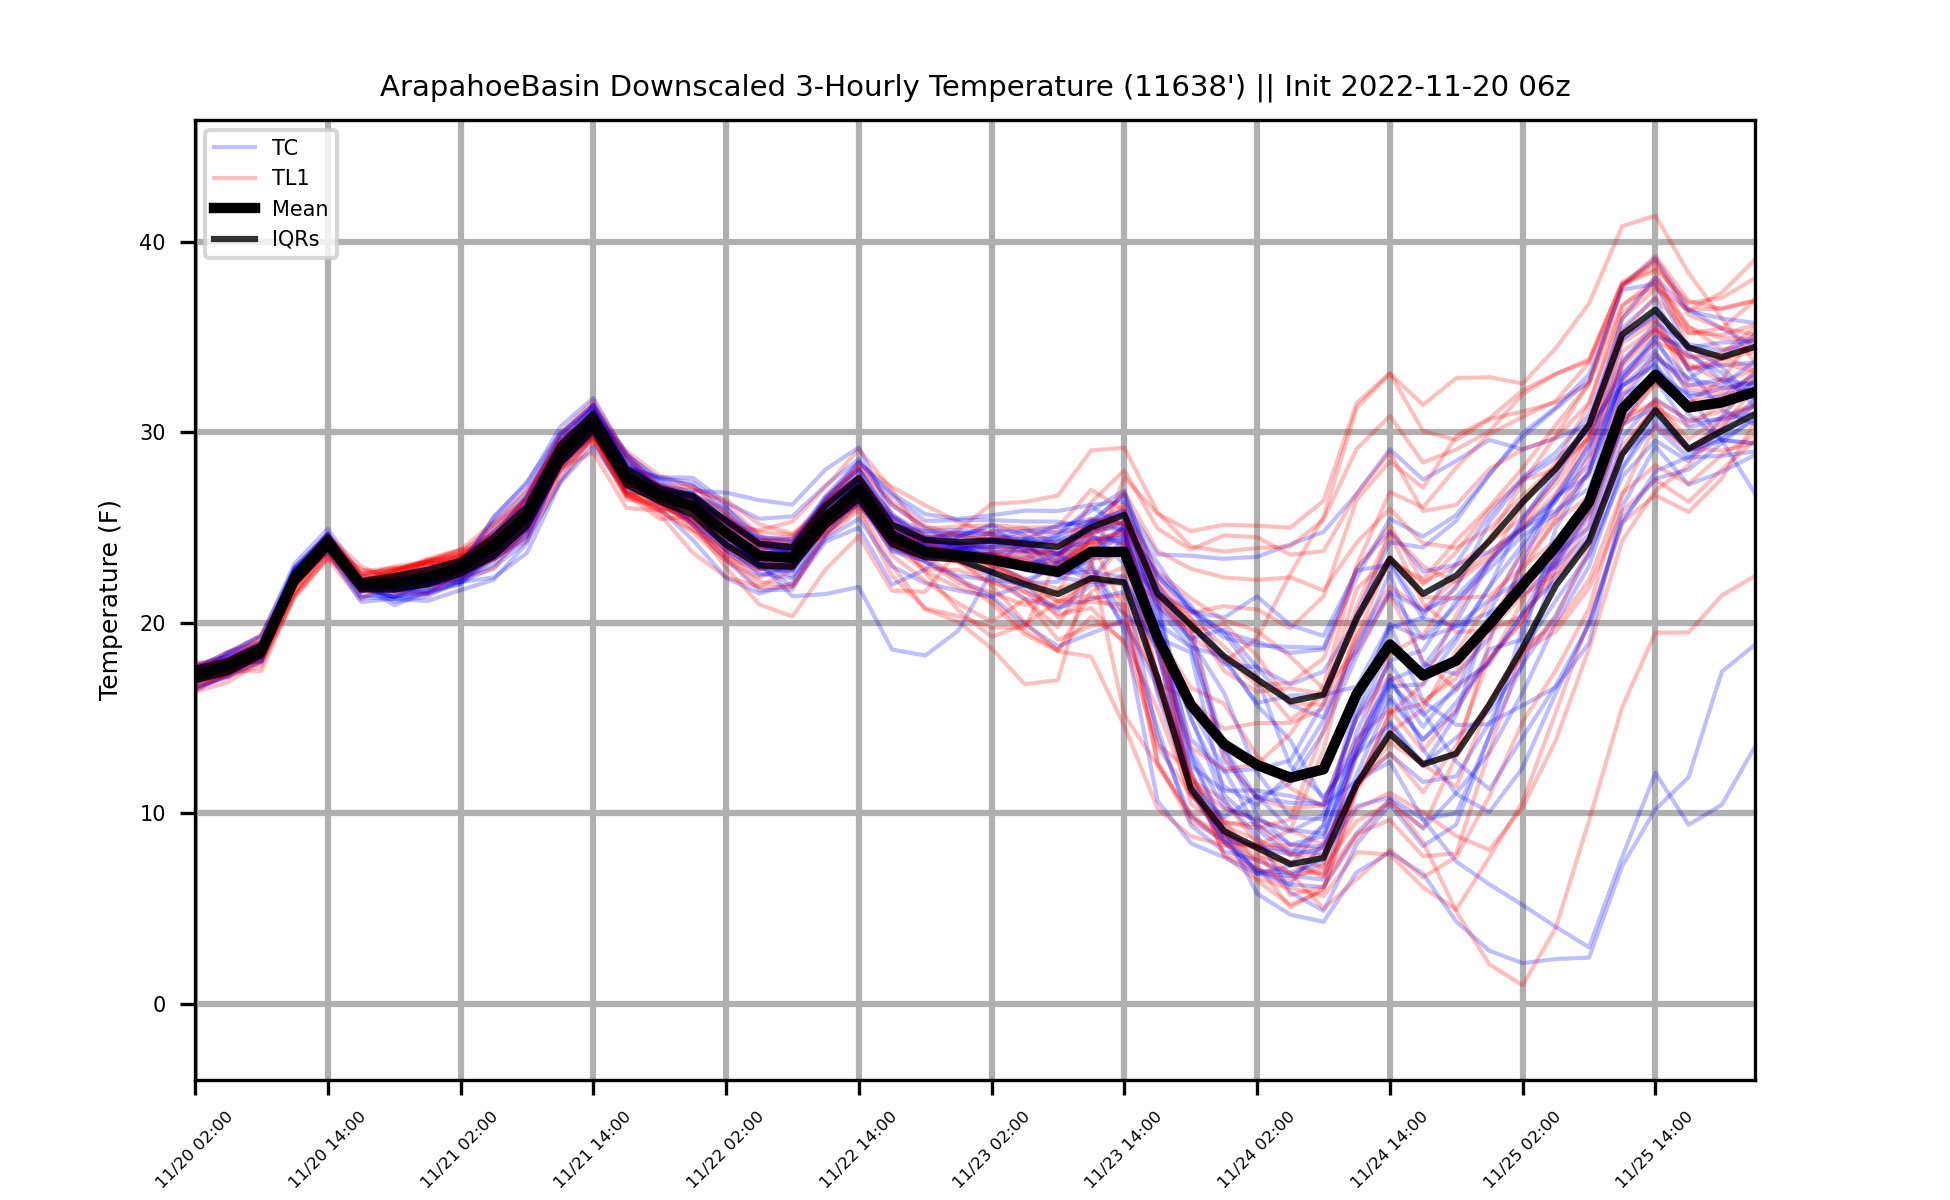 ArapahoeBasin Downscaled 3-Hourly Temperature (11638') || Init 2022-11-20 06z
TC
TL1
Mean
IQRs
Temperature (F)
40
30
20
10
0
11/20 02:00
11/20 14:00
11/21 02:00
11/21 14:00
11/22 02:00
11/22 14:00
11/23 02:00
11/23 14:00
11/24 02:00
11/24 14:00
11/25 02:00
11/25 14:00